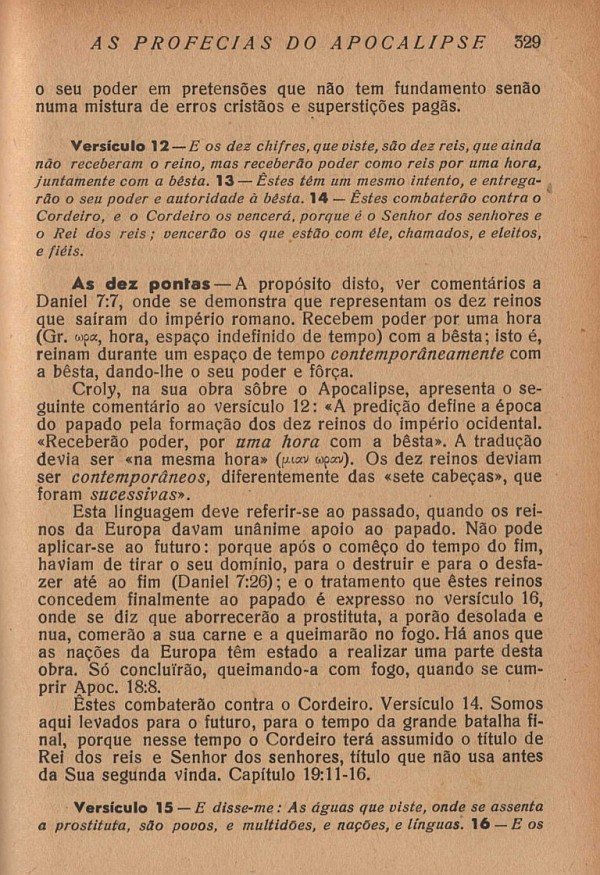 AS PROFECIAS DO APOCALIPSE 329
o seu poder em pretensões que não tem fundamento senão
numa mistura de erros cristãos e superstições pagãs.
Versículo 12 — E os dez chifres, que viste, são dez reis, que ainda
não receberam o reino, mas receberão poder como reis por uma hora,
juntamente com a bêsta. 13 — Êstes têm um mesmo intento, e entrega-
rão o seu poder e autoridade à bêsta. 14 — Êstes combaterão contra o
Cordeiro, e o Cordeiro os vencerá, porque é o Senhor dos senhores e
o Rei dos reis; vencerão os que estão com êle, chamados, e eleitos,
e fiéis.
As dez pontas — A propósito disto, ver comentários a
Daniel 7:7, onde se demonstra que representam os dez reinos
que saíram do império romano. Recebem poder por uma hora
(Gr. ωρα, hora, espaço indefinido de tempo) com a bêsta; isto é,
reinam durante um espaço de tempo contemporâneamente com
a bêsta, dando-lhe o seu poder e fôrça.
Croly, na sua obra sôbre o Apocalipse, apresenta o se-
guinte comentário ao versículo 12: «A predição define a época
do papado pela formação dos dez reinos do império ocidental.
«Receberão poder, por uma hora com a bêsta». A tradução
devia ser «na mesma hora» (μιαν ωραν). Os dez reinos deviam
ser contemporâneos, diferentemente das «sete cabeças», que
foram sucessivas».
Esta linguagem deve referir-se ao passado, quando os rei-
nos da Europa davam unânime apoio ao papado. Não pode
aplicar-se ao futuro: porque após o comêço do tempo do fim,
haviam de tirar o seu domínio, para o destruir e para o desfa-
zer até ao fim (Daniel 7:26); e o tratamento que êstes reinos
concedem finalmente ao papado é expresso no versículo 16,
onde se diz que aborrecerão a prostituta, a porão desolada e
nua, comerão a sua carne e a queimarão no fogo. Há anos que
as nações da Europa têm estado a realizar uma parte desta
obra. Só concluïrão, queimando-a com fogo, quando se cum-
prir Apoc. 18:8.
Êstes combaterão contra o Cordeiro. Versículo 14. Somos
aqui levados para o futuro, para o tempo da grande batalha fi-
nal, porque nesse tempo o Cordeiro terá assumido o título de
Rei dos reis e Senhor dos senhores, título que não usa antes
da Sua segunda vinda. Capítulo 19:11-16.
Versículo 15 — E disse-me: As águas que viste, onde se assenta
a prostituta, são povos, e multidões, e nações, e línguas. 16 — E os